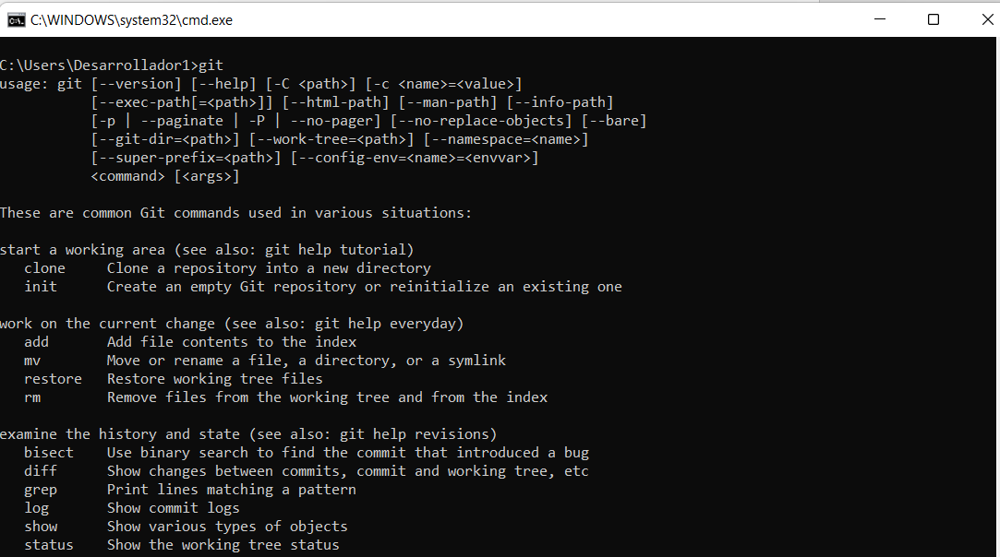 C:\WINDOWS\system32\cmd.exe
C:\Users\Desarrollador1>git
usage: git [--version] [--help] [-C <path>] [-c <name>=<value>]
           [--exec-path[=<path>]] [--html-path] [--man-path] [--info-path]
           [-p | --paginate | -P | --no-pager] [--no-replace-objects] [--bare]
           [--git-dir=<path>] [--work-tree=<path>] [--namespace=<name>]
           [--super-prefix=<path>] [--config-env=<name>=<envvar>]
           <command> [<args>]
These are common Git commands used in various situations:
start a working area (see also: git help tutorial)
   clone     Clone a repository into a new directory
   init      Create an empty Git repository or reinitialize an existing one
work on the current change (see also: git help everyday)
   add       Add file contents to the index
   mv        Move or rename a file, a directory, or a symlink
   restore   Restore working tree files
   rm        Remove files from the working tree and from the index
examine the history and state (see also: git help revisions)
   bisect    Use binary search to find the commit that introduced a bug
   diff      Show changes between commits, commit and working tree, etc
   grep      Print lines matching a pattern
   log       Show commit logs
   show      Show various types of objects
   status    Show the working tree status